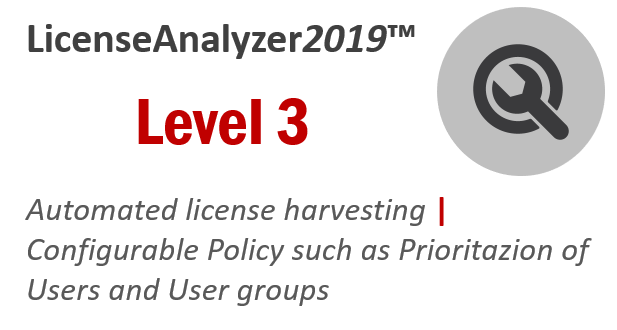 LicenseAnalyzer2019™
Level 3
Automated license harvesting |
Configurable Policy such as Prioritazion of
Users and User groups